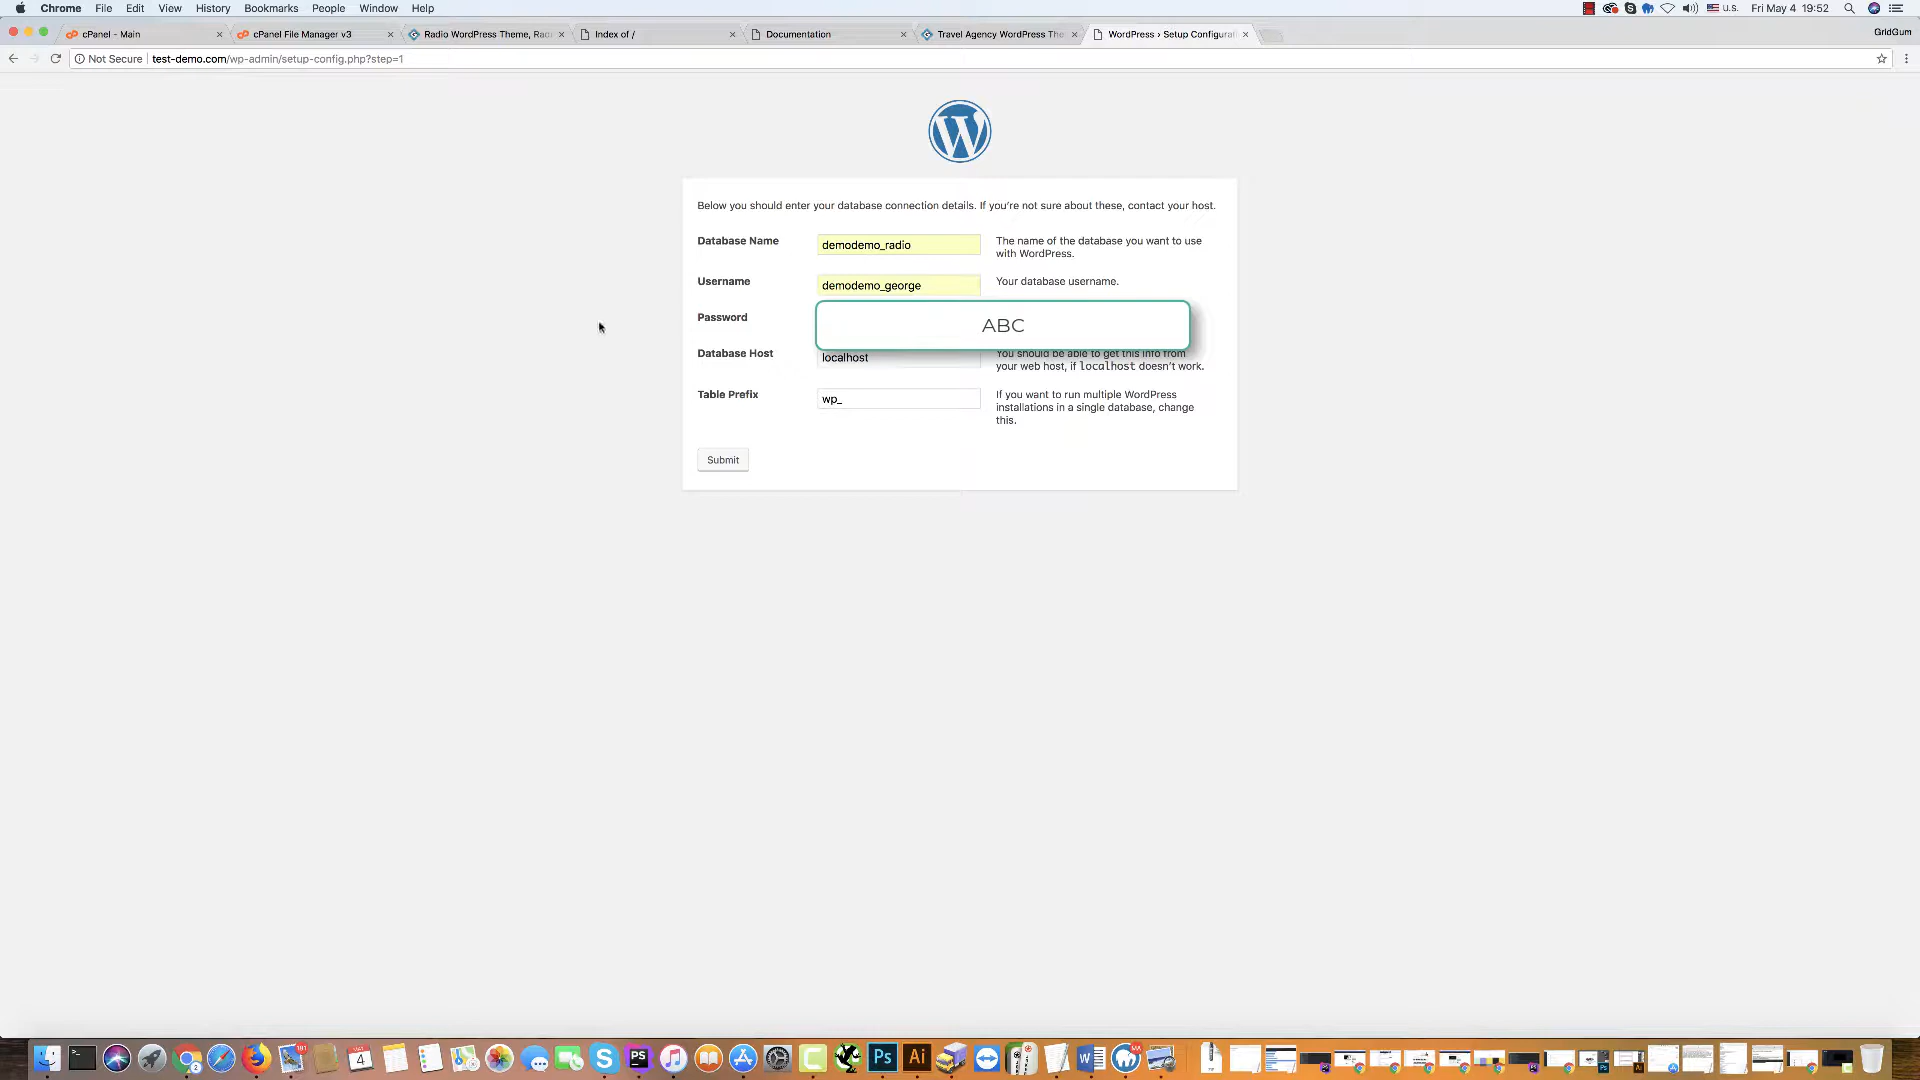 Chrome File Edit View History Bookmarks People Window Help
U.S. Fri May 4 19:52
cPanel - Main
cPanel File Manager v3
Radio WordPress Theme, Rad
Index of /
Documentation
Travel Agency WordPress The
WordPress › Setup Configurat
GridGum
Not Secure test-demo.com/wp-admin/setup-config.php?step=1
Below you should enter your database connection details. If you're not sure about these, contact your host.
Database Name
demodemo_radio
The name of the database you want to use
with WordPress.
Username
demodemo_george
Your database username.
Password
ABC
Database Host
localhost
You should be able to get this info from
your web host, if localhost doesn't work.
Table Prefix
wp_
If you want to run multiple WordPress
installations in a single database, change
this.
Submit